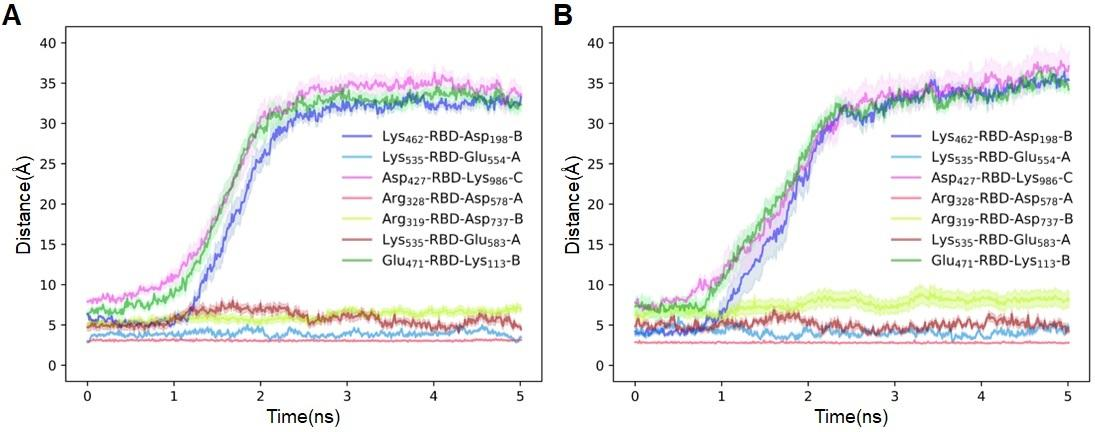 A
B
40
35
30
25
20
15
10
5
0
Distance(Å)
Lys462-RBD-Asp198-B
Lys535-RBD-Glu554-A
Asp427-RBD-Lys986-C
Arg328-RBD-Asp578-A
Arg319-RBD-Asp737-B
Lys535-RBD-Glu583-A
Glu471-RBD-Lys113-B
0 1 2 3 4 5
Time(ns)
40
35
30
25
20
15
10
5
0
Distance(Å)
Lys462-RBD-Asp198-B
Lys535-RBD-Glu554-A
Asp427-RBD-Lys986-C
Arg328-RBD-Asp578-A
Arg319-RBD-Asp737-B
Lys535-RBD-Glu583-A
Glu471-RBD-Lys113-B
0 1 2 3 4 5
Time(ns)